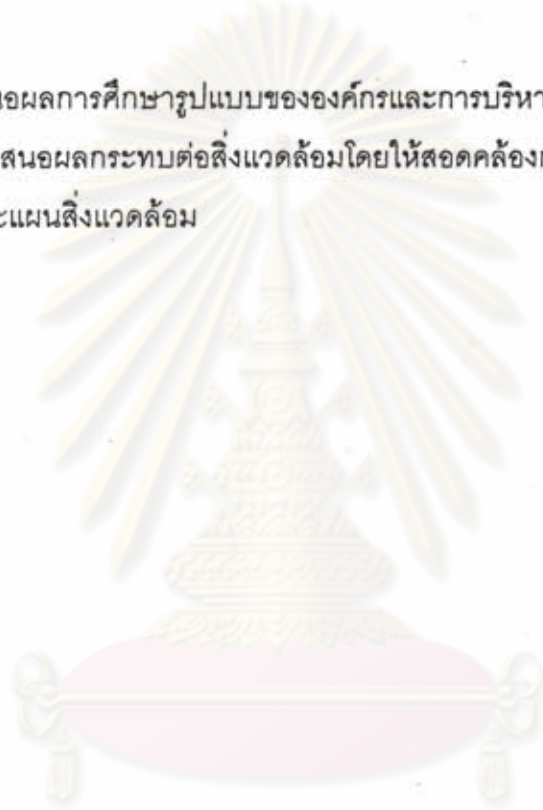 นอผลการศึกษารูปแบบขององค์กรและการบริหา
สนอผลกระทบต่อสิ่งแวดล้อมโดยให้สอดคล้อง
ะแผนสิ่งแวดล้อม